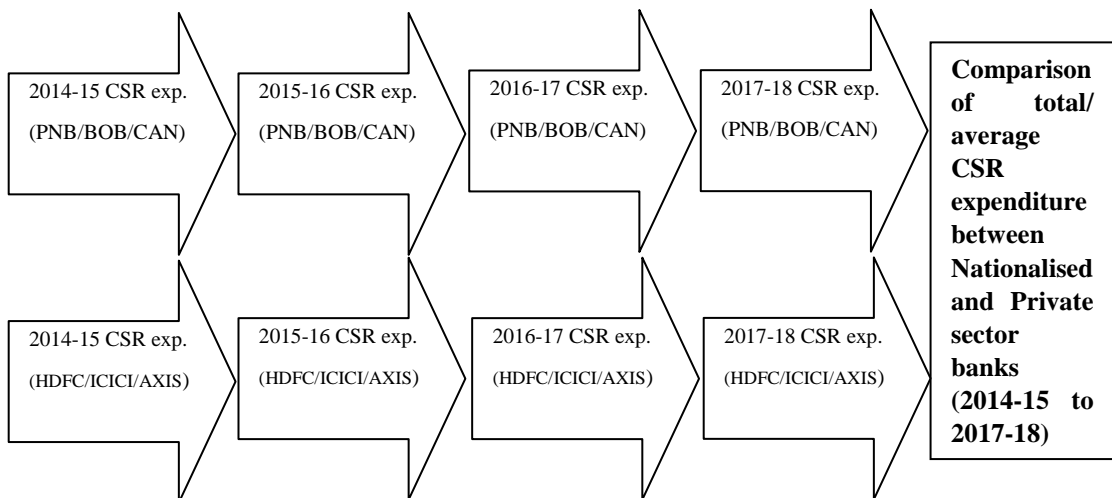 2014-15 CSR exp.
(PNB/BOB/CAN)
2015-16 CSR exp.
(PNB/BOB/CAN)
2016-17 CSR exp.
(PNB/BOB/CAN)
2017-18 CSR exp.
(PNB/BOB/CAN)
2014-15 CSR exp.
(HDFC/ICICI/AXIS)
2015-16 CSR exp.
(HDFC/ICICI/AXIS)
2016-17 CSR exp.
(HDFC/ICICI/AXIS)
2017-18 CSR exp.
(HDFC/ICICI/AXIS)
Comparison
of total/
average
CSR
expenditure
between
Nationalised
and Private
sector
banks
(2014-15 to
2017-18)